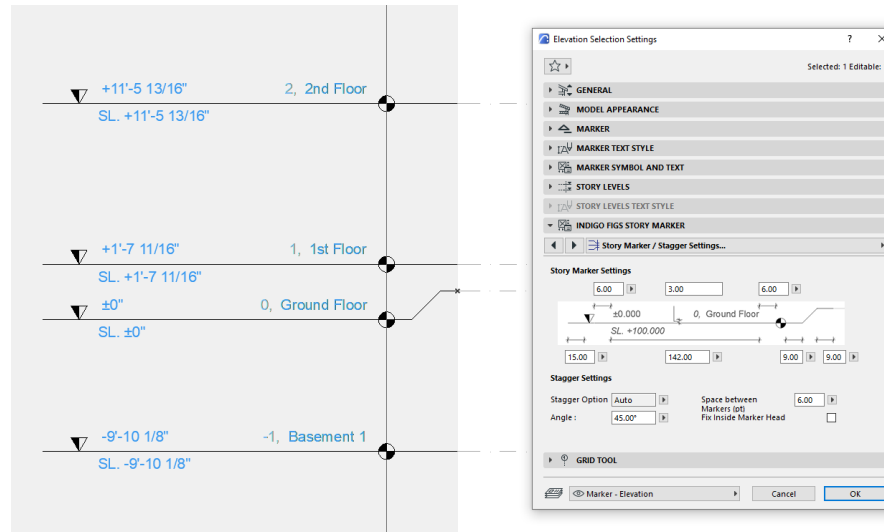 +11'-5 13/16" 2, 2nd Floor
SL. +11'-5 13/16"
+1'-7 11/16" 1, 1st Floor
SL. +1'-7 11/16"
±0" 0, Ground Floor
SL. ±0"
-9'-10 1/8" -1, Basement 1
SL. -9'-10 1/8"
Elevation Selection Settings ? X
Selected: 1 Editable:
GENERAL
MODEL APPEARANCE
MARKER
MARKER TEXT STYLE
MARKER SYMBOL AND TEXT
STORY LEVELS
STORY LEVELS TEXT STYLE
INDIGO FIGS STORY MARKER
Story Marker / Stagger Settings...
Story Marker Settings
6.00 3.00 6.00
±0.000 0, Ground Floor
SL. +100.000
15.00 142.00 9.00 9.00
Stagger Settings
Stagger Option Auto Space between Markers (pt) 6.00
Angle : 45.00° Fix Inside Marker Head
GRID TOOL
Marker - Elevation Cancel OK